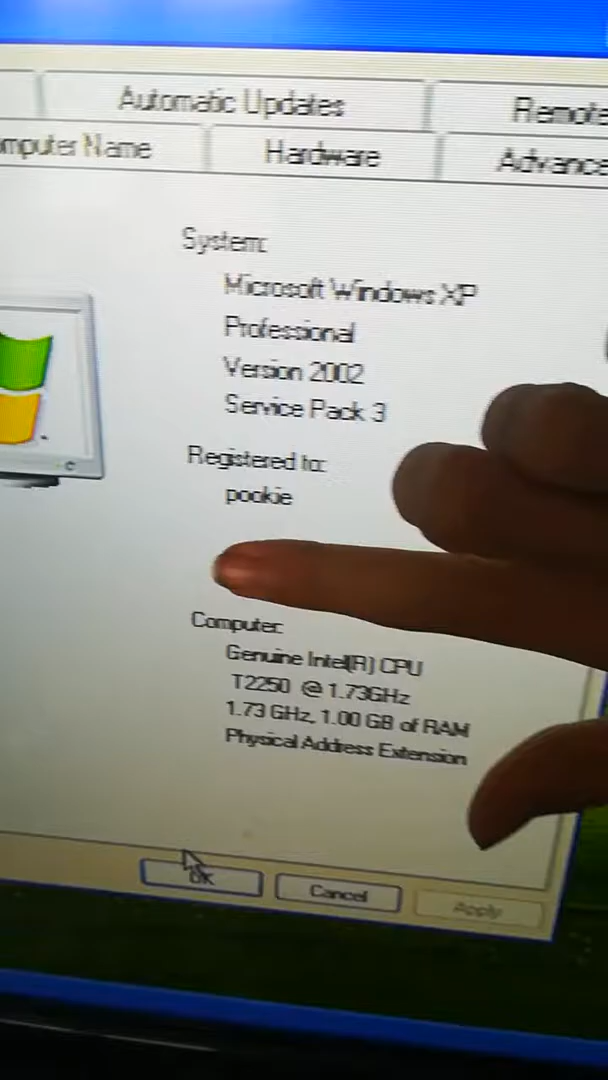 Automatic Updates
Remote
omputer Name
Hardware
Advance
System:
Microsoft Windows XP
Professional
Version 2002
Service Pack 3
Registered to:
pookie
Computer:
Genuine Intel(R) CPU
T2250 @ 1.73GHz
1.73 GHz, 1.00 GB of RAM
Physical Address Extension
OK
Cancel
Apply